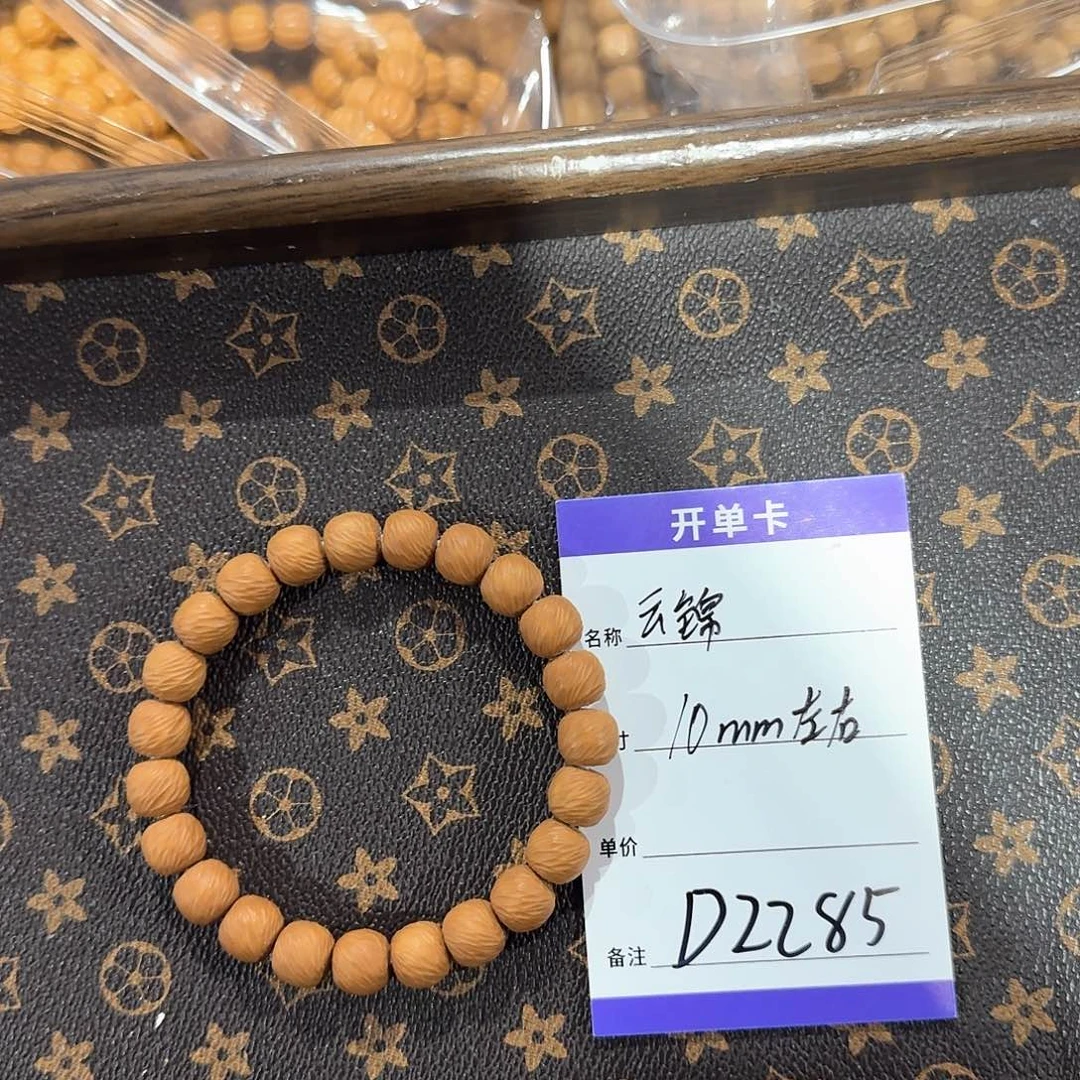 开单卡
名称 云锦
寸 10mm左右
单价
备注 D2285